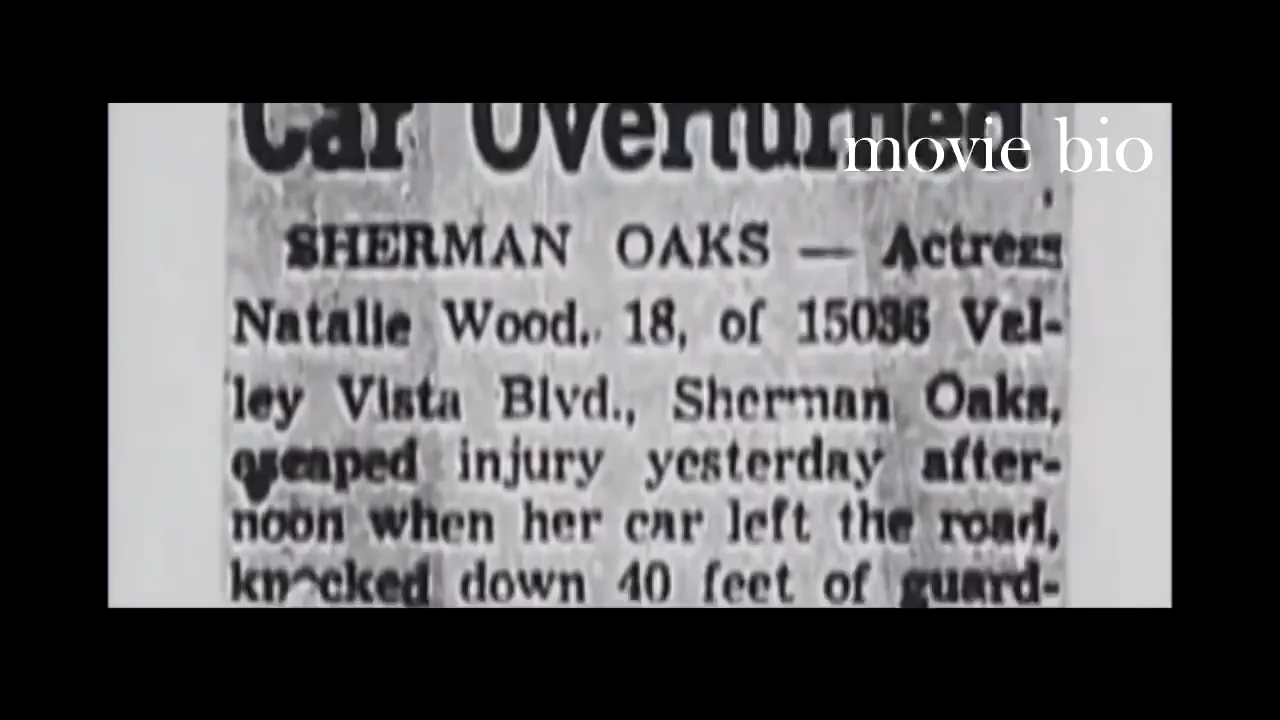 Car Overturned
movie bio
SHERMAN OAKS — Actress
Natalie Wood, 18, of 15036 Val-
ley Vista Blvd., Sherman Oaks,
escaped injury yesterday after-
noon when her car left the road,
knocked down 40 feet of guard-